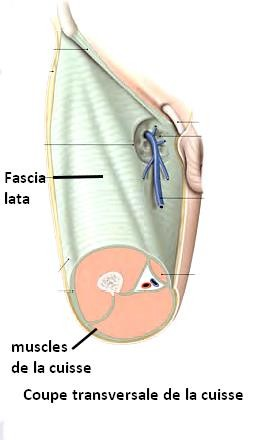 Fascia
lata
muscles
de la cuisse
Coupe transversale de la cuisse